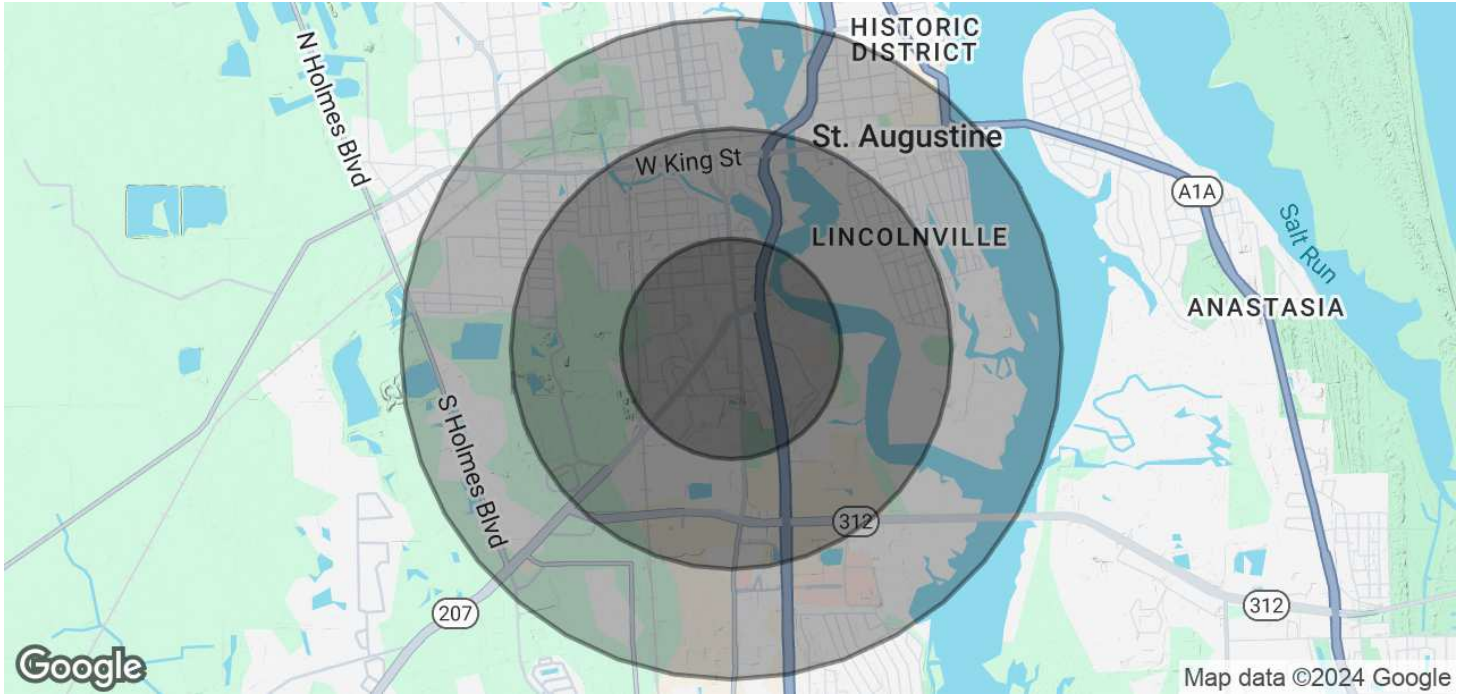 HISTORIC
DISTRICT
N Holmes Blvd
St. Augustine
W King St
A1A
LINCOLNVILLE
Salt Run
ANASTASIA
S Holmes Blvd
312
207
312
Google
Map data ©2024 Google